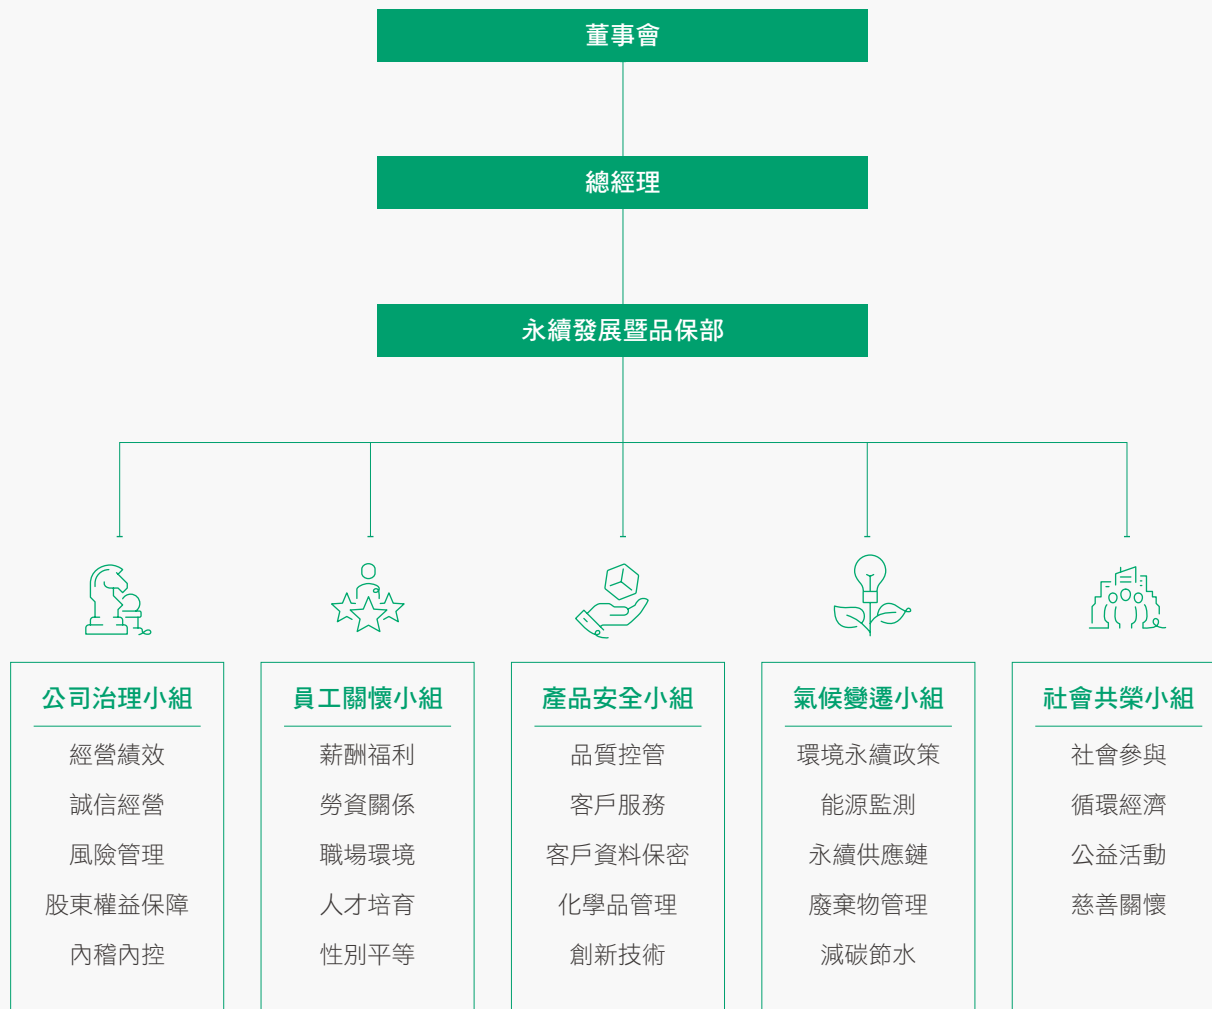 董事會
總經理
永續發展暨品保部
公司治理小組
經營績效
誠信經營
風險管理
股東權益保障
內稽內控
員工關懷小組
薪酬福利
勞資關係
職場環境
人才培育
性別平等
產品安全小組
品質控管
客戶服務
客戶資料保密
化學品管理
創新技術
氣候變遷小組
環境永續政策
能源監測
永續供應鏈
廢棄物管理
減碳節水
社會共榮小組
社會參與
循環經濟
公益活動
慈善關懷